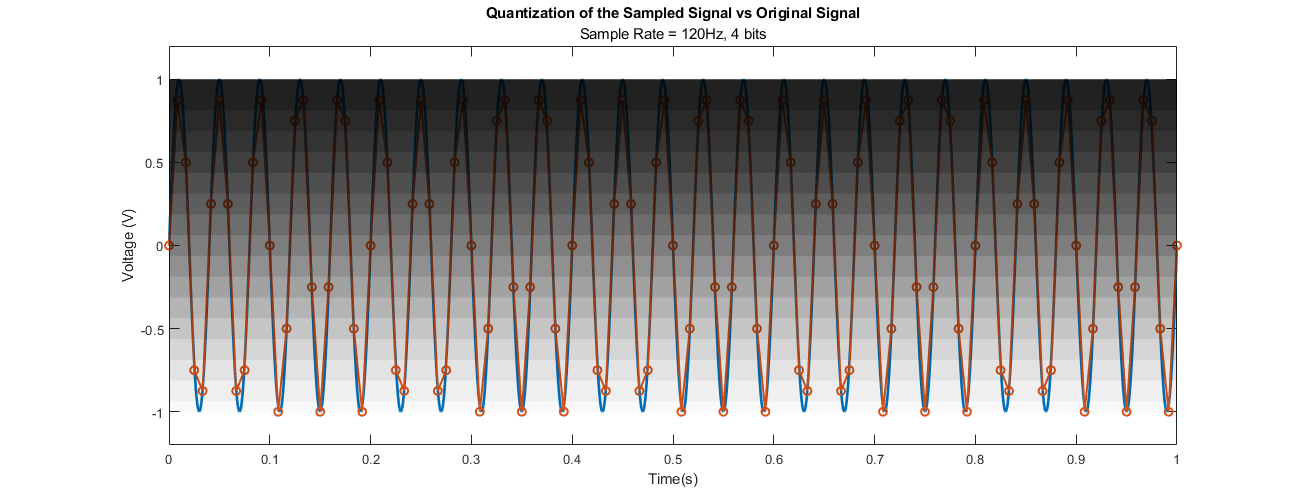 Quantization of the Sampled Signal vs Original Signal
Sample Rate = 120Hz, 4 bits
Voltage (V)
1
0.5
0
-0.5
-1
0 0.1 0.2 0.3 0.4 0.5 0.6 0.7 0.8 0.9 1
Time(s)